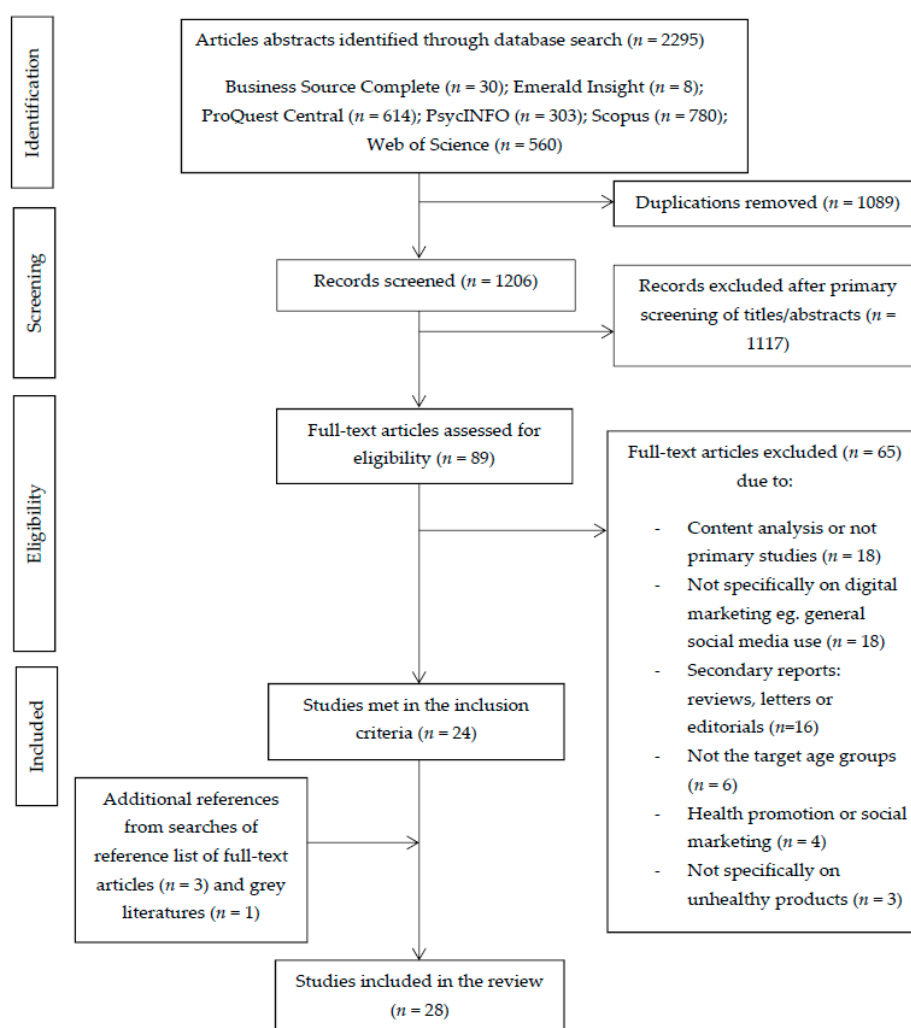 Identification
Articles abstracts identified through database search (n = 2295)
Business Source Complete (n = 30); Emerald Insight (n = 8);
ProQuest Central (n = 614); PsycINFO (n = 303); Scopus (n = 780);
Web of Science (n = 560)
Duplications removed (n = 1089)
Screening
Records screened (n = 1206)
Records excluded after primary
screening of titles/abstracts (n =
1117)
Eligibility
Full-text articles assessed for
eligibility (n = 89)
Full-text articles excluded (n = 65)
due to:
- Content analysis or not
primary studies (n = 18)
- Not specifically on digital
marketing eg. general
social media use (n = 18)
- Secondary reports:
reviews, letters or
editorials (n=16)
- Not the target age groups
(n = 6)
- Health promotion or social
marketing (n = 4)
- Not specifically on
unhealthy products (n = 3)
Included
Studies met in the inclusion
criteria (n = 24)
Additional references
from searches of
reference list of full-text
articles (n = 3) and grey
literatures (n = 1)
Studies included in the review
(n = 28)